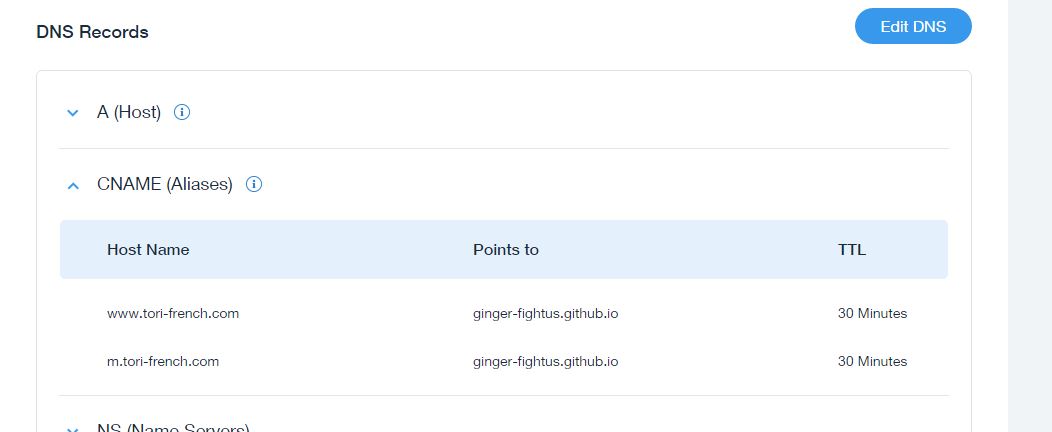 DNS Records
Edit DNS
A (Host)
CNAME (Aliases)
Host Name Points to TTL
www.tori-french.com ginger-fightus.github.io 30 Minutes
m.tori-french.com ginger-fightus.github.io 30 Minutes
NS (Name Servers)